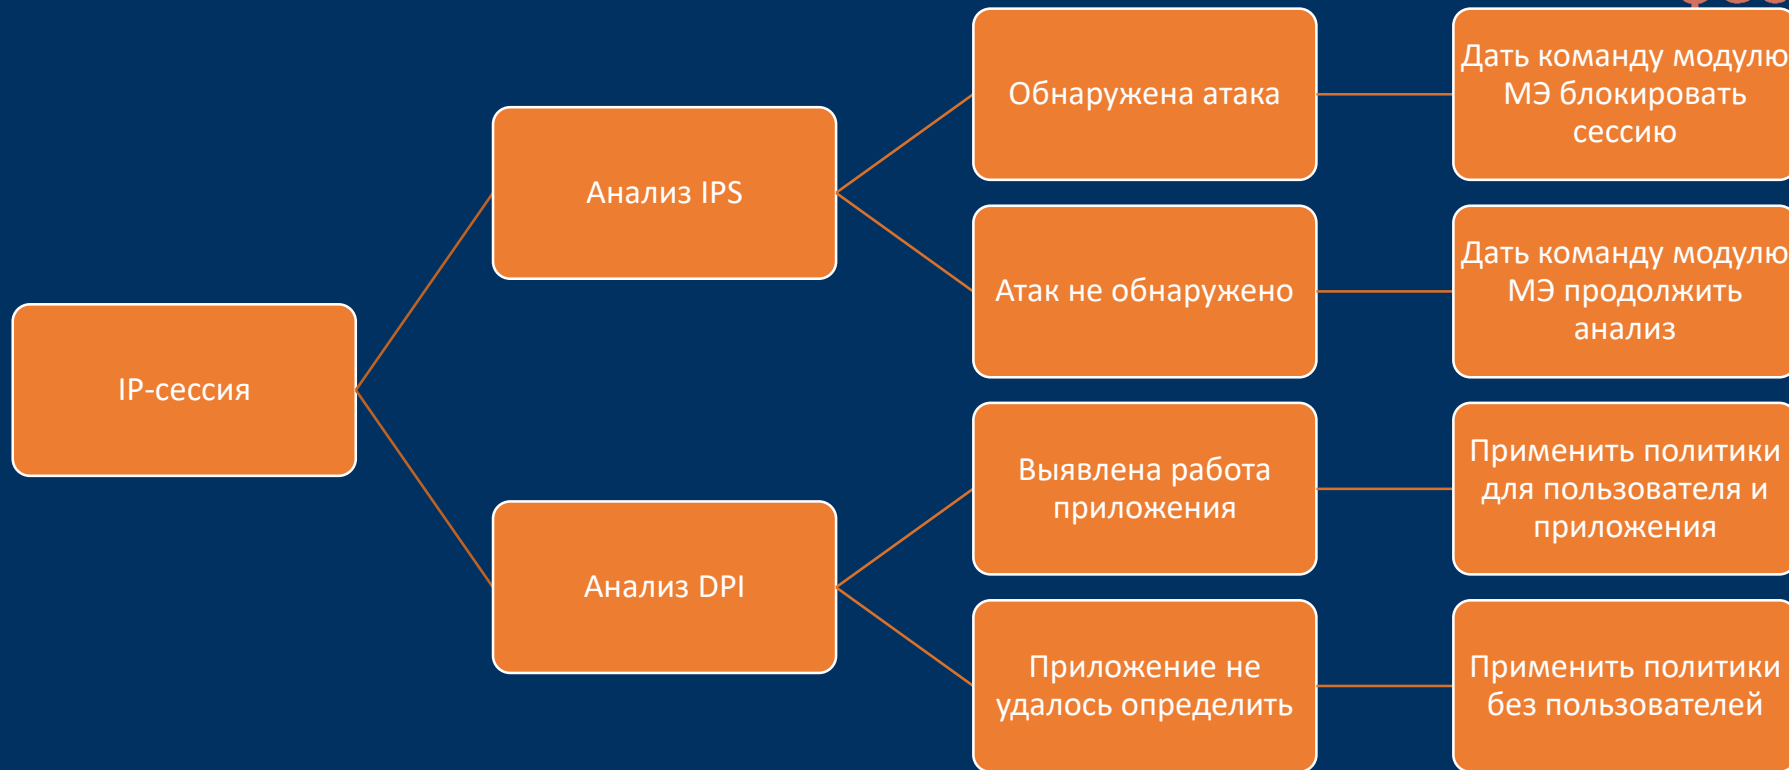 IP-сессия
Анализ IPS
Обнаружена атака
Дать команду модулю
МЭ блокировать
сессию
Атак не обнаружено
Дать команду модулю
МЭ продолжить
анализ
Анализ DPI
Выявлена работа
приложения
Применить политики
для пользователя и
приложения
Приложение не
удалось определить
Применить политики
без пользователей